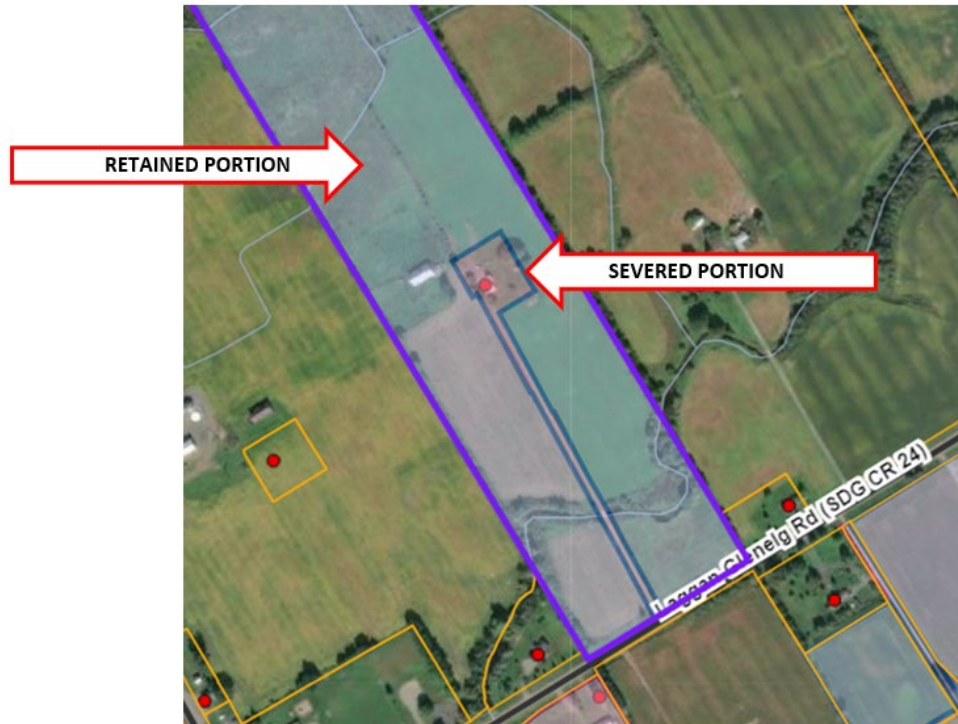 RETAINED PORTION
SEVERED PORTION
Laggan Glenelg Rd (SDG CR 24)